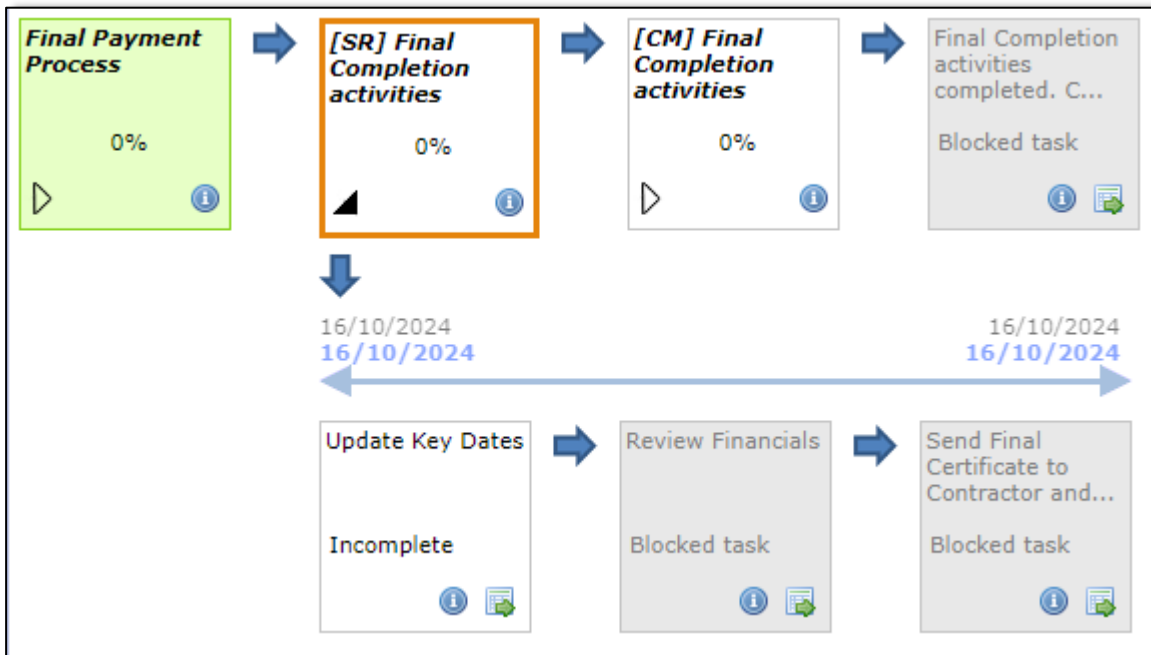 Final Payment
Process
0%
[SR] Final
Completion
activities
0%
[CM] Final
Completion
activities
0%
Final Completion
activities
completed. C...
Blocked task
16/10/2024
16/10/2024
16/10/2024
16/10/2024
Update Key Dates
Incomplete
Review Financials
Blocked task
Send Final
Certificate to
Contractor and...
Blocked task